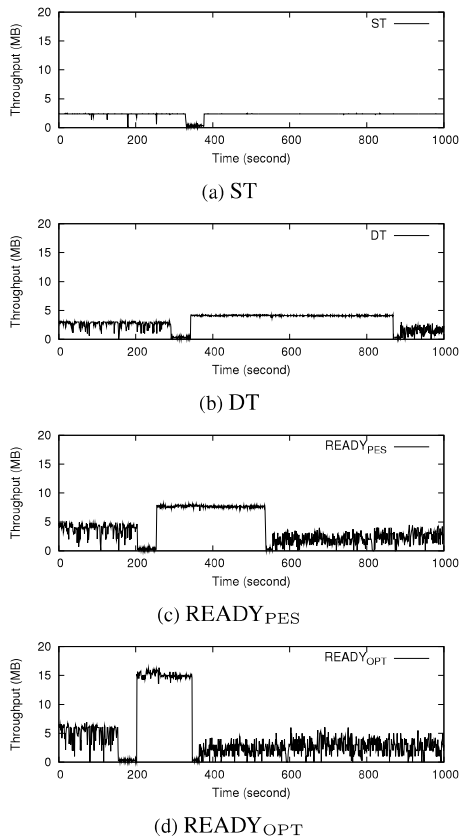 20
15
10
5
0
Throughput (MB)
ST
0 200 400 600 800 1000
Time (second)
(a) ST
20
15
10
5
0
Throughput (MB)
DT
0 200 400 600 800 1000
Time (second)
(b) DT
20
15
10
5
0
Throughput (MB)
READY_PES
0 200 400 600 800 1000
Time (second)
(c) READY_PES
20
15
10
5
0
Throughput (MB)
READY_OPT
0 200 400 600 800 1000
Time (second)
(d) READY_OPT